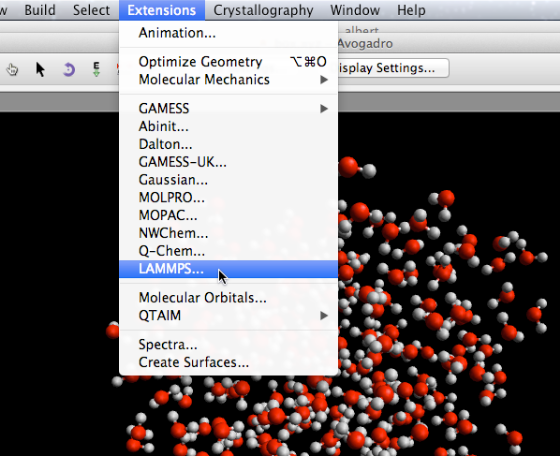 w Build Select Extensions Crystallography Window Help
albert
Avogadro
Animation...
Optimize Geometry ⌥⌘O
Molecular Mechanics
E
isplay Settings...
GAMESS
Abinit...
Dalton...
GAMESS-UK...
Gaussian...
MOLPRO...
MOPAC...
NWChem...
Q-Chem...
LAMMPS...
Molecular Orbitals...
QTAIM
Spectra...
Create Surfaces...